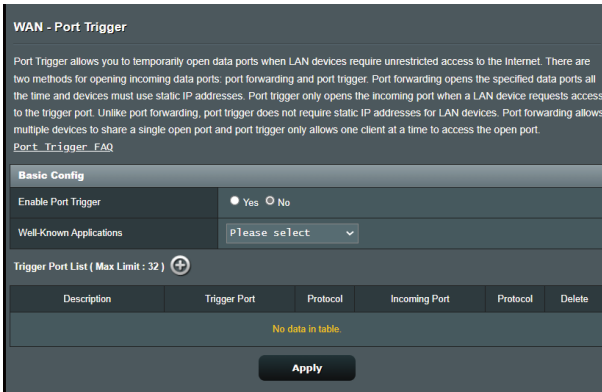 WAN - Port Trigger
Port Trigger allows you to temporarily open data ports when LAN devices require unrestricted access to the Internet. There are
two methods for opening incoming data ports: port forwarding and port trigger. Port forwarding opens the specified data ports all
the time and devices must use static IP addresses. Port trigger only opens the incoming port when a LAN device requests access
to the trigger port. Unlike port forwarding, port trigger does not require static IP addresses for LAN devices. Port forwarding allows
multiple devices to share a single open port and port trigger only allows one client at a time to access the open port.
Port Trigger FAQ
Basic Config
Enable Port Trigger Yes No
Well-Known Applications Please select
Trigger Port List ( Max Limit : 32 )
Description Trigger Port Protocol Incoming Port Protocol Delete
No data in table.
Apply